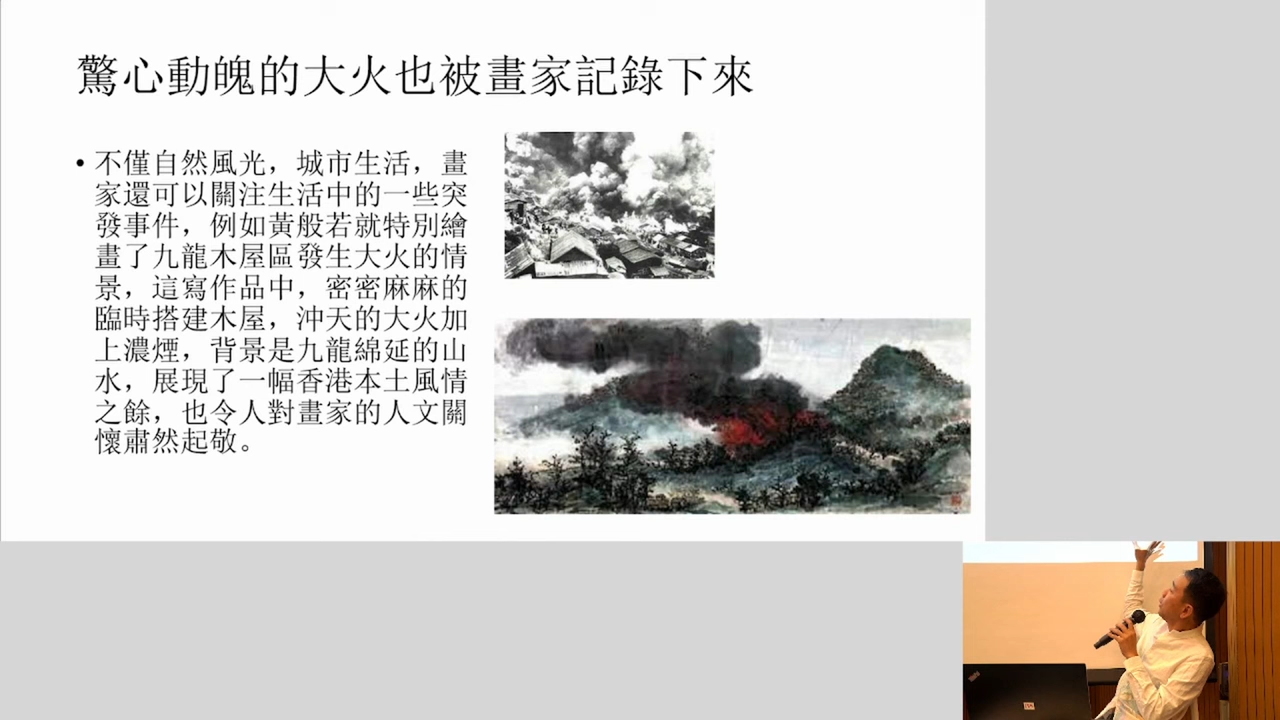 驚心動魄的大火也被畫家記錄下來
• 不僅自然風光，城市生活，畫
家還可以關注生活中的一些突
發事件，例如黃般若就特別繪
畫了九龍木屋區發生大火的情
景，這寫作品中，密密麻麻的
臨時搭建木屋，沖天的大火加
上濃煙，背景是九龍綿延的山
水，展現了一幅香港本土風情
之餘，也令人對畫家的人文關
懷肅然起敬。